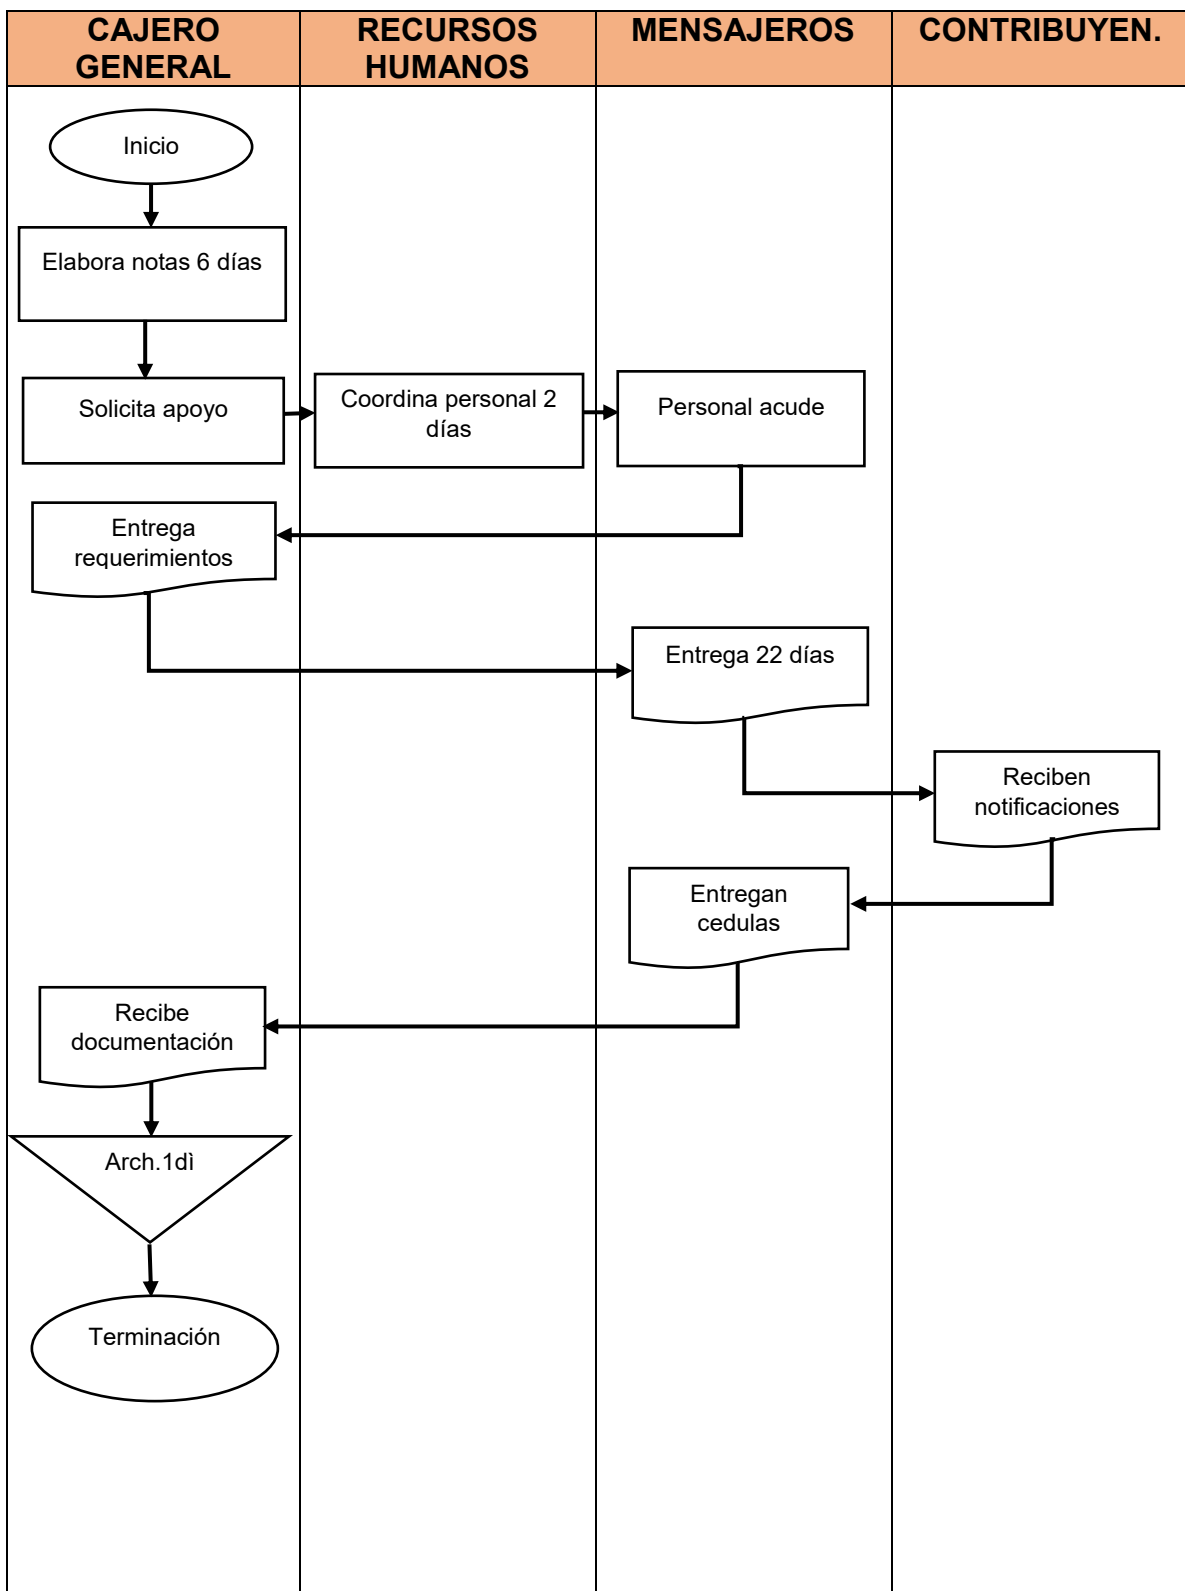 CAJERO
GENERAL
RECURSOS
HUMANOS
MENSAJEROS
CONTRIBUYEN.
Inicio
Elabora notas 6 días
Solicita apoyo
Coordina personal 2
días
Personal acude
Entrega
requerimientos
Entrega 22 días
Reciben
notificaciones
Entregan
cedulas
Recibe
documentación
Arch.1dì
Terminación